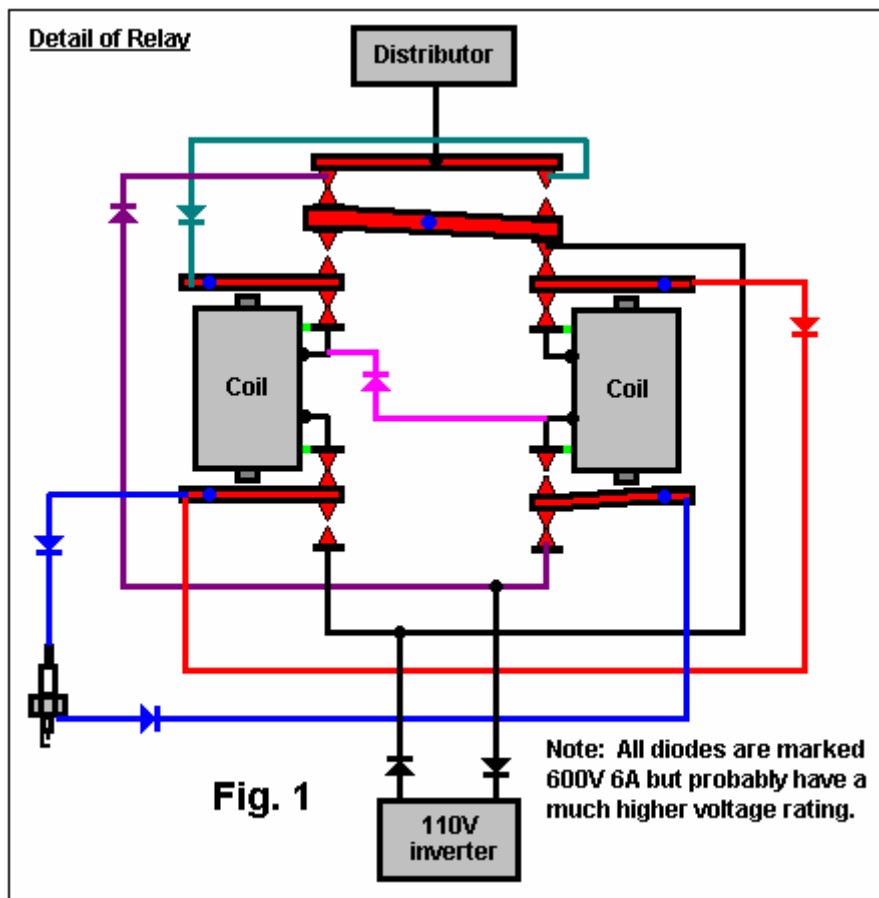 Detail of Relay
Distributor
Coil
Coil
Note: All diodes are marked
600V 6A but probably have a
much higher voltage rating.
Fig. 1
110V
inverter